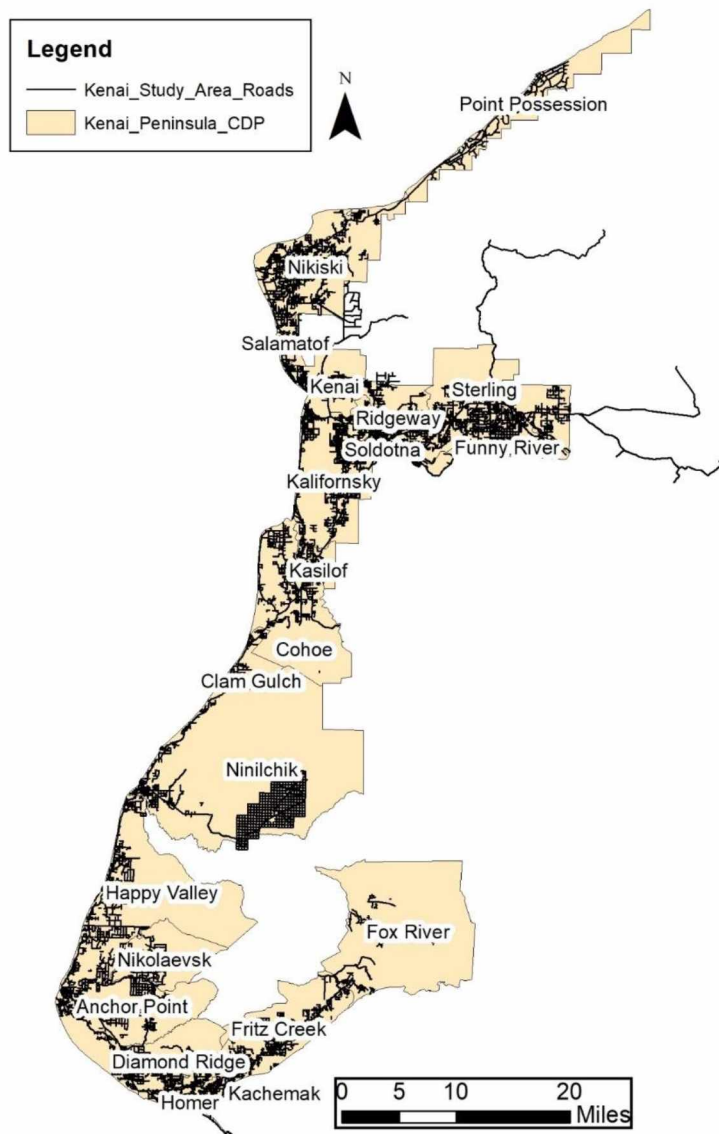 Legend
Kenai_Study_Area_Roads
Kenai_Peninsula_CDP
N
Point Possession
Nikiski
Salamatof
Kenai
Sterling
Ridgeway
Soldotna
Funny River
Kalifornsky
Kasilof
Cohoe
Clam Gulch
Ninilchik
Happy Valley
Fox River
Nikolaevsk
Anchor Point
Fritz Creek
Diamond Ridge
Kachemak
Homer
0 5 10 20
Miles